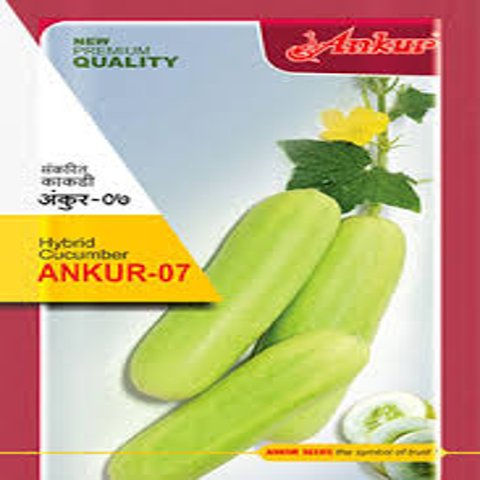 NEW
PREMIUM
QUALITY
Ankur
संकरित
काकडी
अंकुर-०७
Hybrid
Cucumber
ANKUR-07
ANKUR SEEDS the symbol of trust